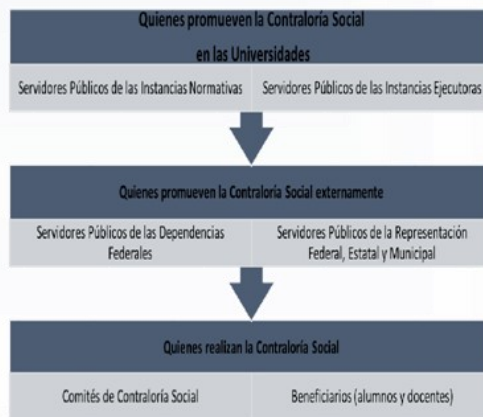 Quienes promueven la Contraloría Social
en las Universidades
Servidores Públicos de las Instancias Normativas
Servidores Públicos de las Instancias Ejecutoras
Quienes promueven la Contraloría Social externamente
Servidores Públicos de las Dependencias
Federales
Servidores Públicos de la Representación
Federal, Estatal y Municipal
Quienes realizan la Contraloría Social
Comités de Contraloría Social
Beneficiarios (alumnos y docentes)